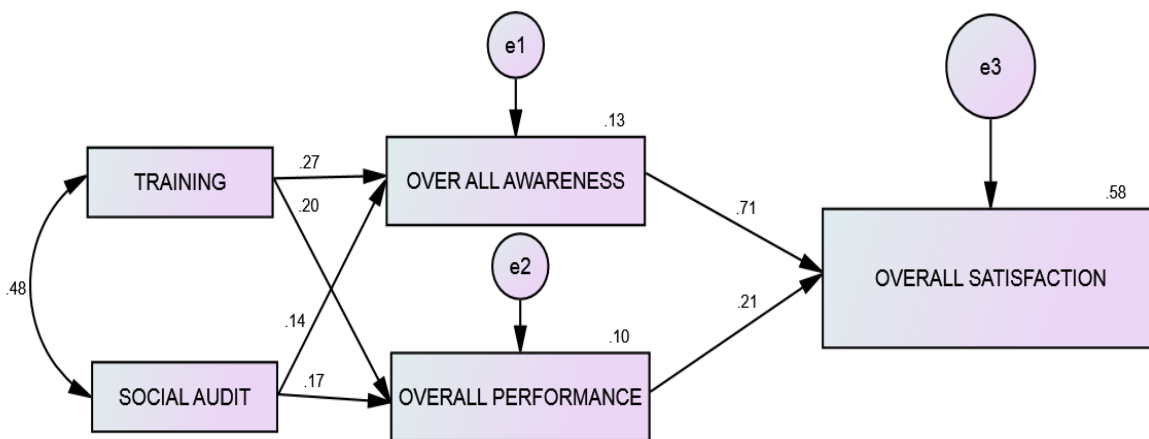 e1
e3
.13
TRAINING
.27
OVER ALL AWARENESS
.58
.20
.71
e2
OVERALL SATISFACTION
.48
.21
.14
.10
SOCIAL AUDIT
.17
OVERALL PERFORMANCE